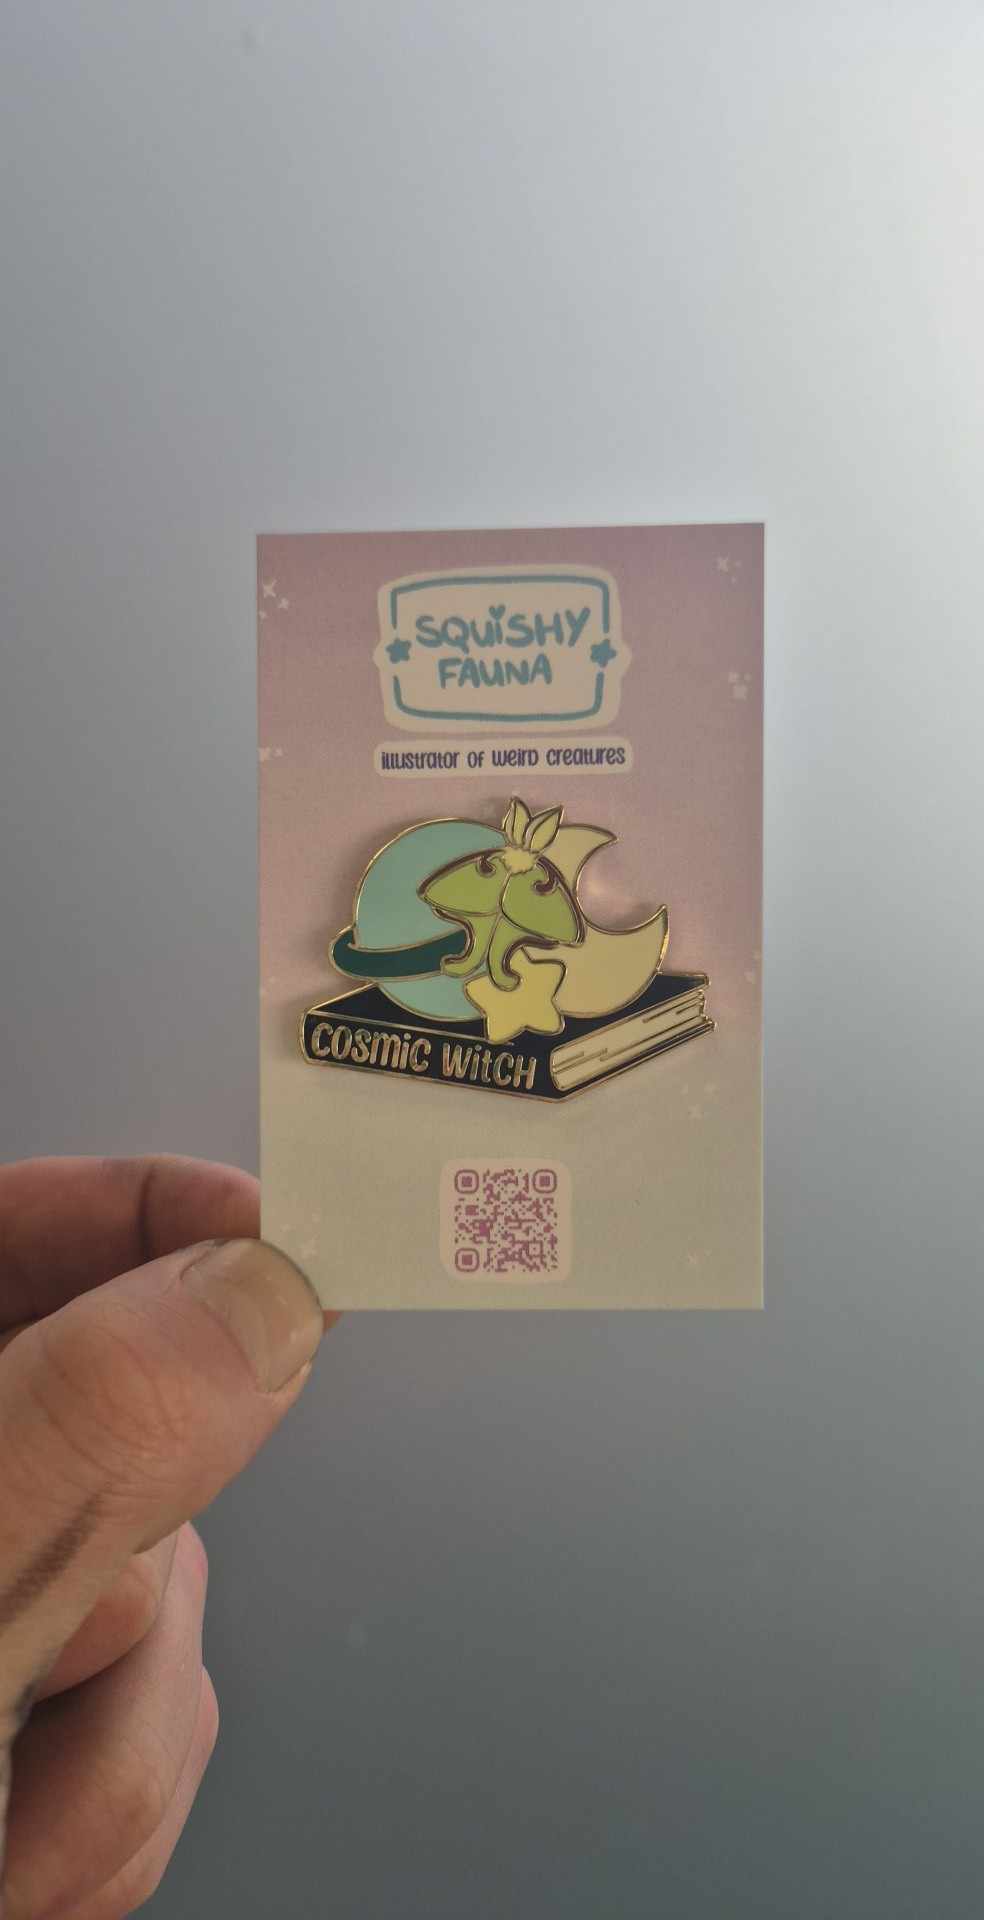 SQUiSHY
FAUNA
illustrator of weird creatures
COSMiC WitCH